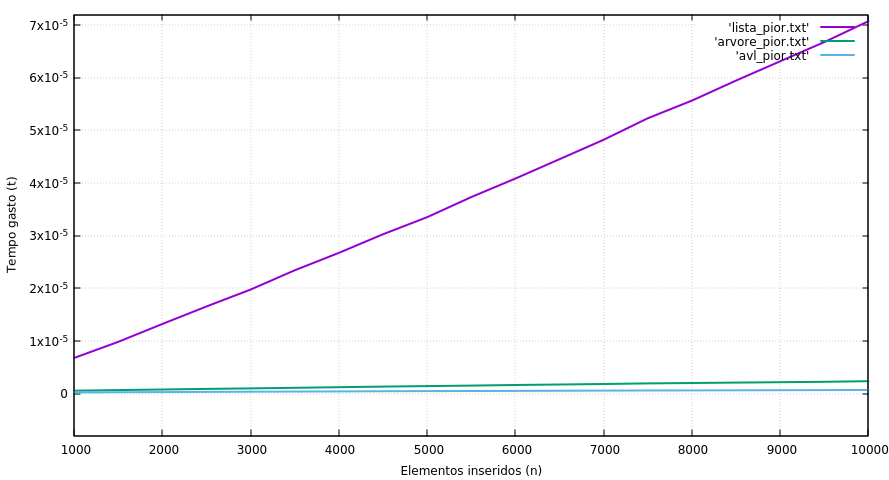 7x10-5
6x10-5
5x10-5
4x10-5
3x10-5
2x10-5
1x10-5
0
Tempo gasto (t)
'lista_pior.txt'
'arvore_pior.txt'
'avl_pior.txt'
1000 2000 3000 4000 5000 6000 7000 8000 9000 10000
Elementos inseridos (n)